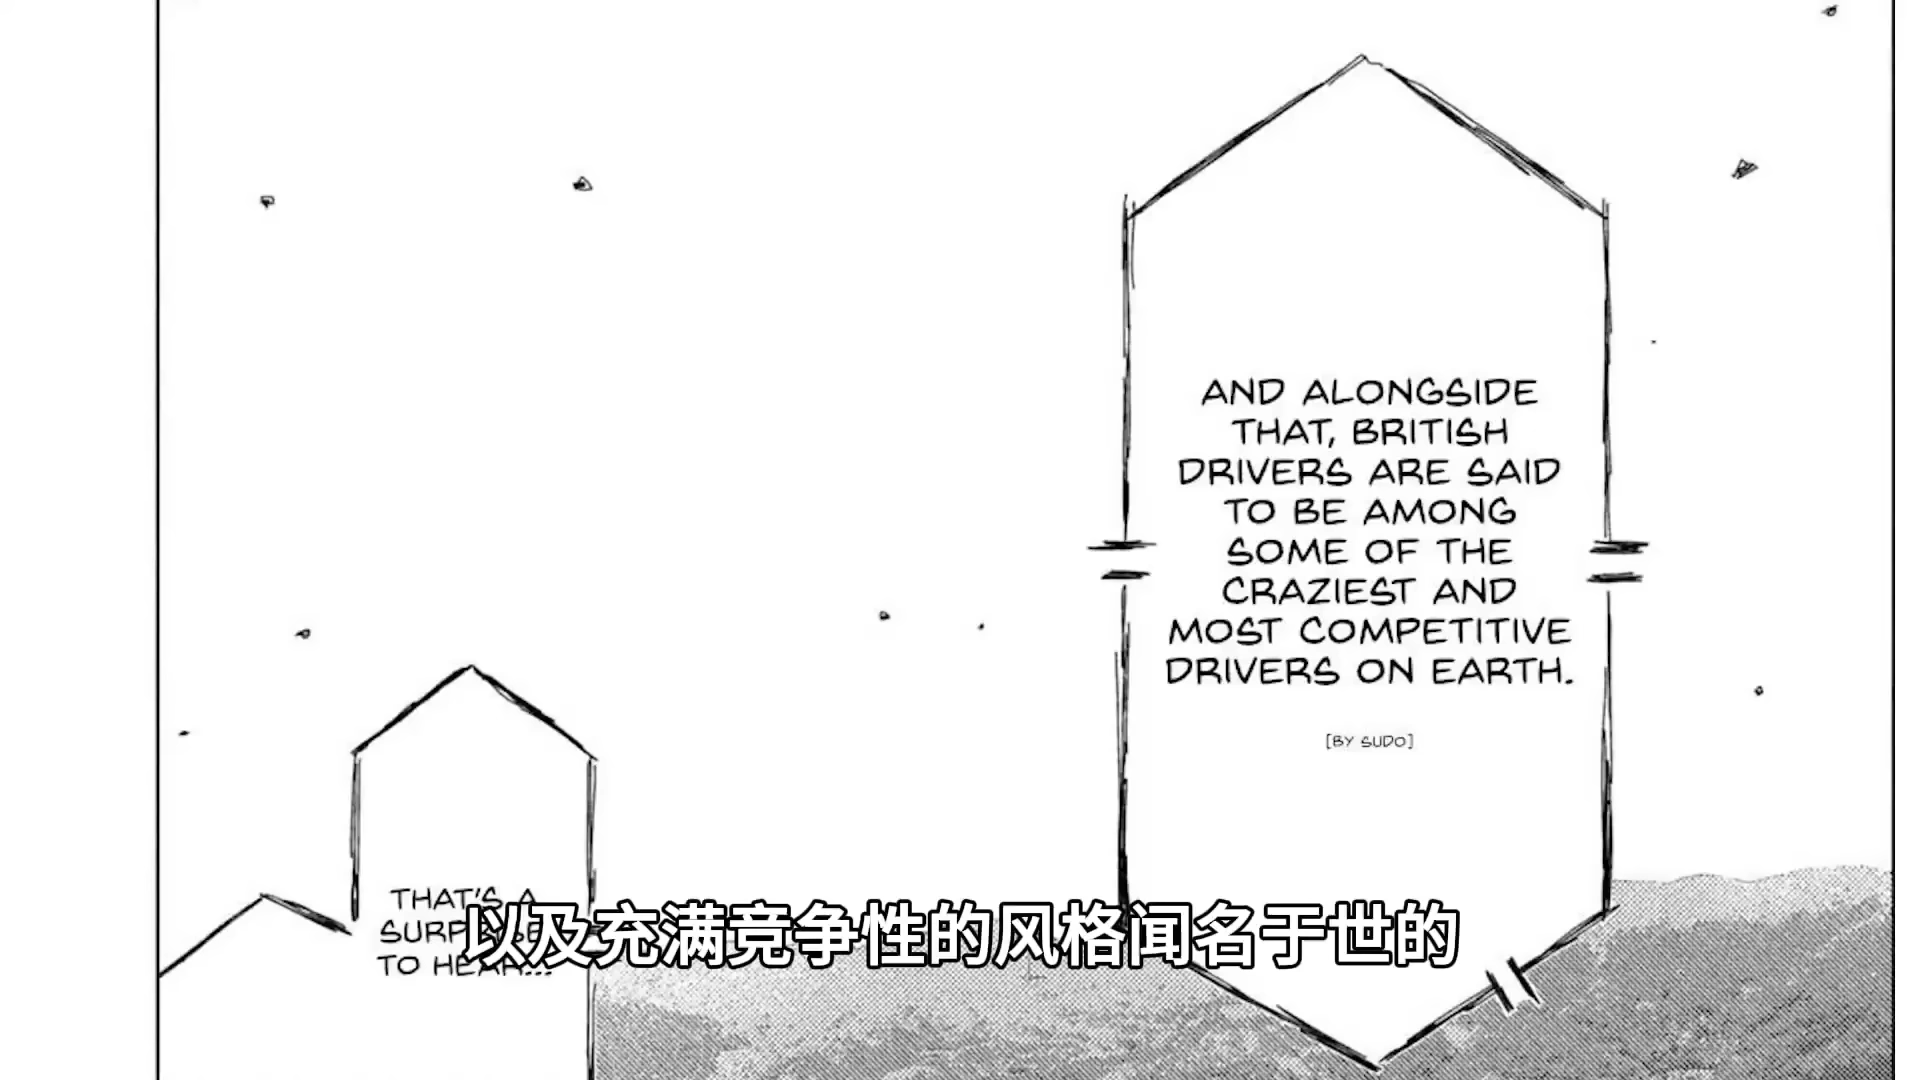 AND ALONGSIDE
THAT, BRITISH
DRIVERS ARE SAID
TO BE AMONG
SOME OF THE
CRAZIEST AND
MOST COMPETITIVE
DRIVERS ON EARTH.
[BY SUDO]
THAT'S A
SURPRISE
TO HEAR...
以及充满竞争性的风格闻名于世的